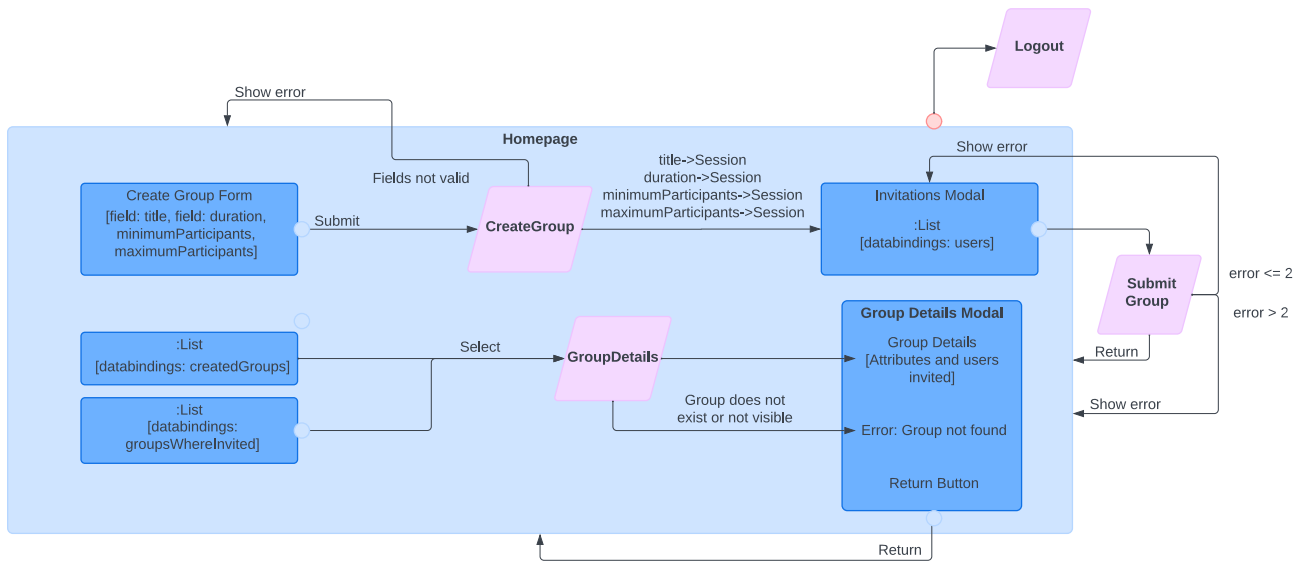 Logout
Show error
Homepage
Fields not valid
title->Session
duration->Session
minimumParticipants->Session
maximumParticipants->Session
Show error
Create Group Form
[field: title, field: duration,
minimumParticipants,
maximumParticipants]
Submit
CreateGroup
Invitations Modal
:List
[databindings: users]
Submit
Group
error <= 2
error > 2
Return
Show error
:List
[databindings: createdGroups]
Select
GroupDetails
Group Details Modal
Group Details
[Attributes and users
invited]
:List
[databindings:
groupsWhereInvited]
Group does not
exist or not visible
Error: Group not found
Return Button
Return